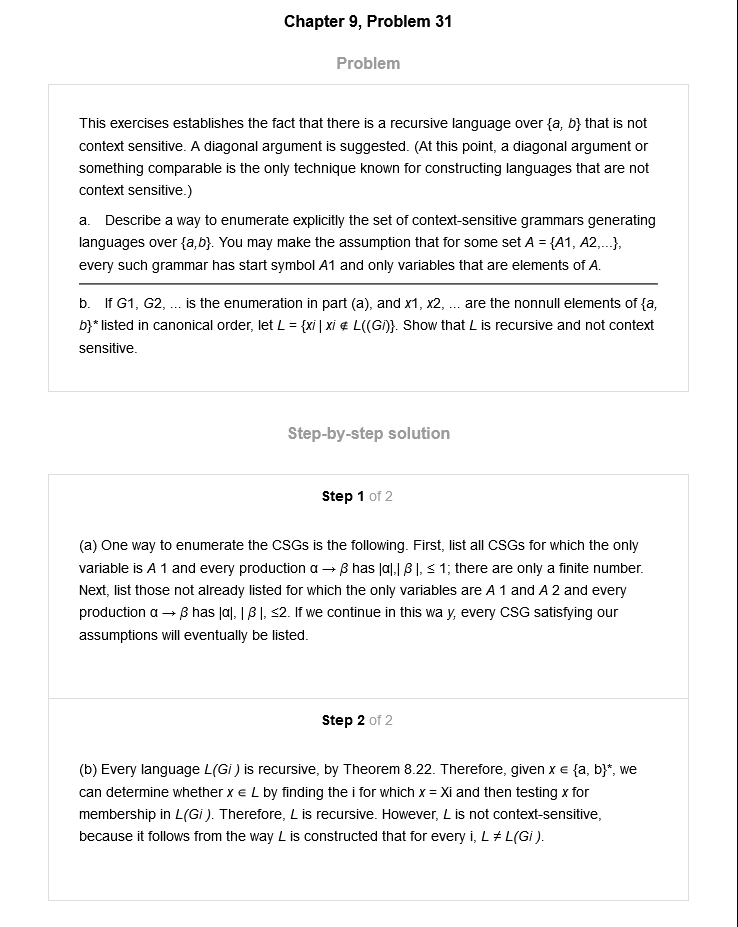 Chapter 9, Problem 31
Problem
This exercises establishes the fact that there is a recursive language over {a, b} that is not
context sensitive. A diagonal argument is suggested. (At this point, a diagonal argument or
something comparable is the only technique known for constructing languages that are not
context sensitive.)
a. Describe a way to enumerate explicitly the set of context-sensitive grammars generating
languages over {a,b}. You may make the assumption that for some set A = {A1, A2,...},
every such grammar has start symbol A1 and only variables that are elements of A.
b. If G1, G2, ... is the enumeration in part (a), and x1, x2, ... are the nonnull elements of {a,
b}* listed in canonical order, let L = {xi | xi ∉ L((Gi)}. Show that L is recursive and not context
sensitive.
Step-by-step solution
Step 1 of 2
(a) One way to enumerate the CSGs is the following. First, list all CSGs for which the only
variable is A 1 and every production α → β has |α|,| β |, ≤ 1; there are only a finite number.
Next, list those not already listed for which the only variables are A 1 and A 2 and every
production α → β has |α|, | β |, ≤2. If we continue in this wa y, every CSG satisfying our
assumptions will eventually be listed.
Step 2 of 2
(b) Every language L(Gi ) is recursive, by Theorem 8.22. Therefore, given x ∈ {a, b}*, we
can determine whether x ∈ L by finding the i for which x = Xi and then testing x for
membership in L(Gi ). Therefore, L is recursive. However, L is not context-sensitive,
because it follows from the way L is constructed that for every i, L ≠ L(Gi ).